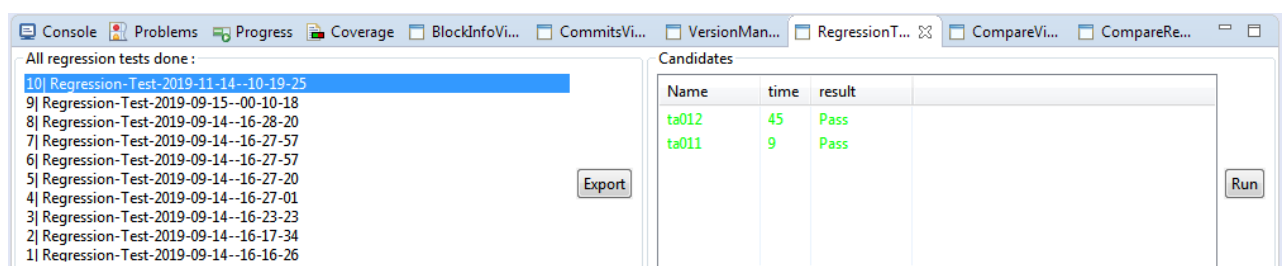 Console Problems Progress Coverage BlockInfoVi... CommitsVi... VersionMan... RegressionT... CompareVi... CompareRe...
All regression tests done :
10| Regression-Test-2019-11-14--10-19-25
9| Regression-Test-2019-09-15--00-10-18
8| Regression-Test-2019-09-14--16-28-20
7| Regression-Test-2019-09-14--16-27-57
6| Regression-Test-2019-09-14--16-27-57
5| Regression-Test-2019-09-14--16-27-20
4| Regression-Test-2019-09-14--16-27-01
3| Regression-Test-2019-09-14--16-23-23
2| Regression-Test-2019-09-14--16-17-34
1| Regression-Test-2019-09-14--16-16-26
Export
Candidates
Name time result
ta012 45 Pass
ta011 9 Pass
Run